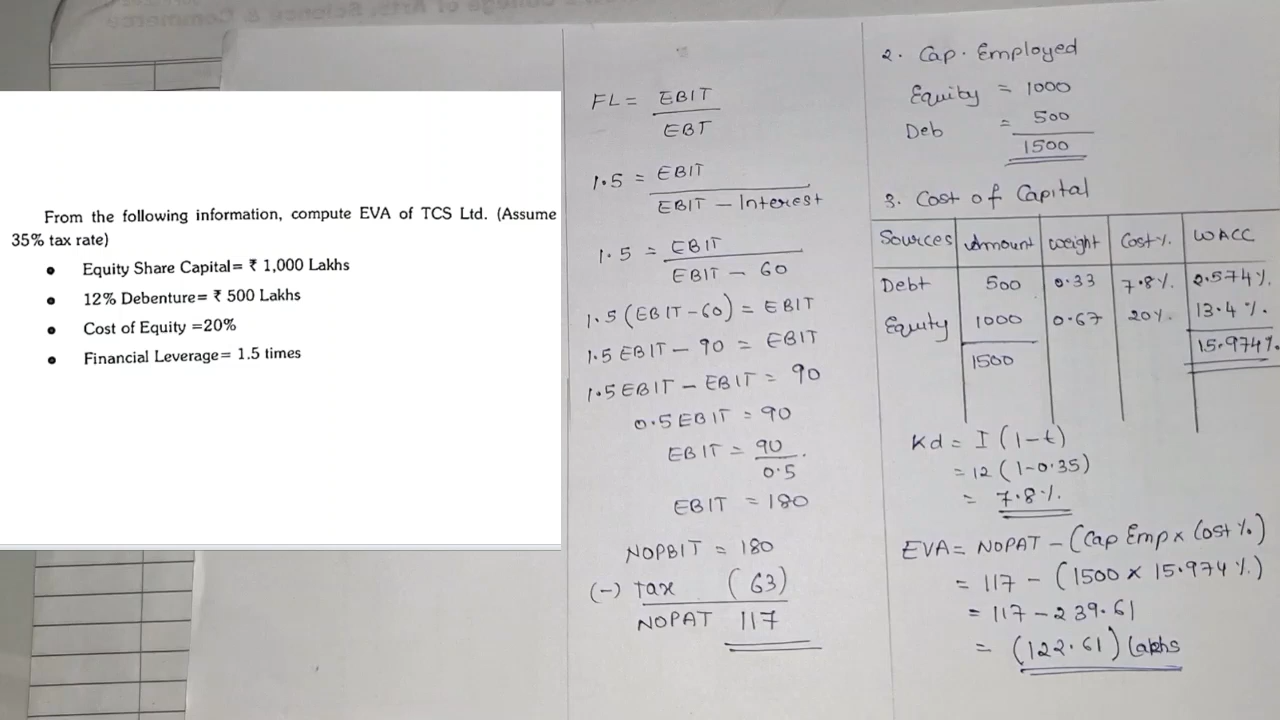 College of Arts, Science & Commerce
From the following information, compute EVA of TCS Ltd. (Assume
35% tax rate)
• Equity Share Capital= ₹ 1,000 Lakhs
• 12% Debenture= ₹ 500 Lakhs
• Cost of Equity =20%
• Financial Leverage= 1.5 times
FL = EBIT
EBT
1.5 = EBIT
EBIT - Interest
1.5 = EBIT
EBIT - 60
1.5 (EBIT - 60) = EBIT
1.5 EBIT - 90 = EBIT
1.5 EBIT - EBIT = 90
0.5 EBIT = 90
EBIT = 90
0.5
EBIT = 180
NOPBIT = 180
(-) Tax (63)
NOPAT 117
2. Cap. Employed
Equity = 1000
Deb = 500
1500
3. Cost of Capital
Sources Amount Weight Cost% WACC
Debt 500 0.33 7.8% 2.574%
Equity 1000 0.67 20% 13.4%
1500 15.974%
Kd = I (1-t)
= 12 (1-0.35)
= 7.8%
EVA = NOPAT - (Cap Emp x Cost %)
= 117 - (1500 x 15.974%)
= 117 - 239.61
= (122.61) Lakhs